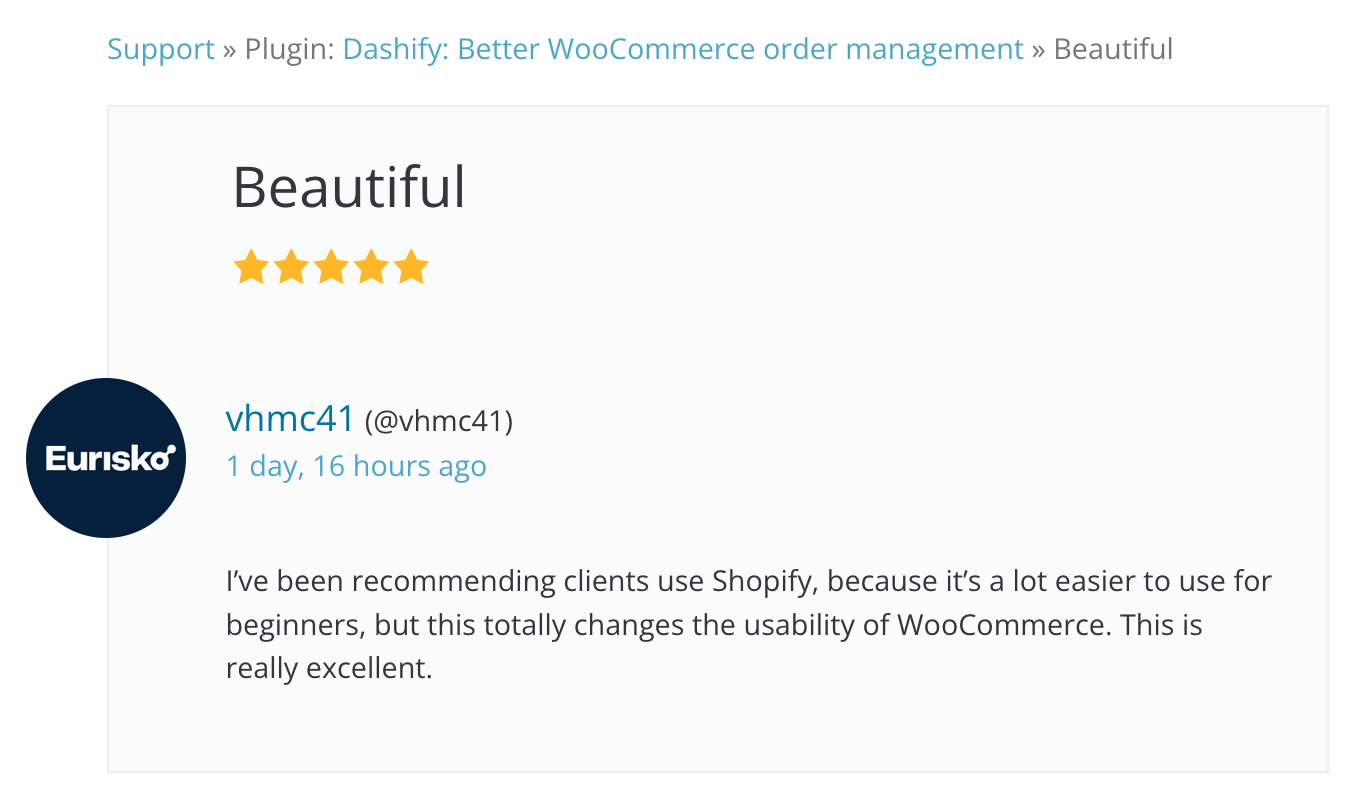 Support » Plugin: Dashify: Better WooCommerce order management » Beautiful
Beautiful
vhmc41 (@vhmc41)
Eurısko
1 day, 16 hours ago
I’ve been recommending clients use Shopify, because it’s a lot easier to use for
beginners, but this totally changes the usability of WooCommerce. This is
really excellent.